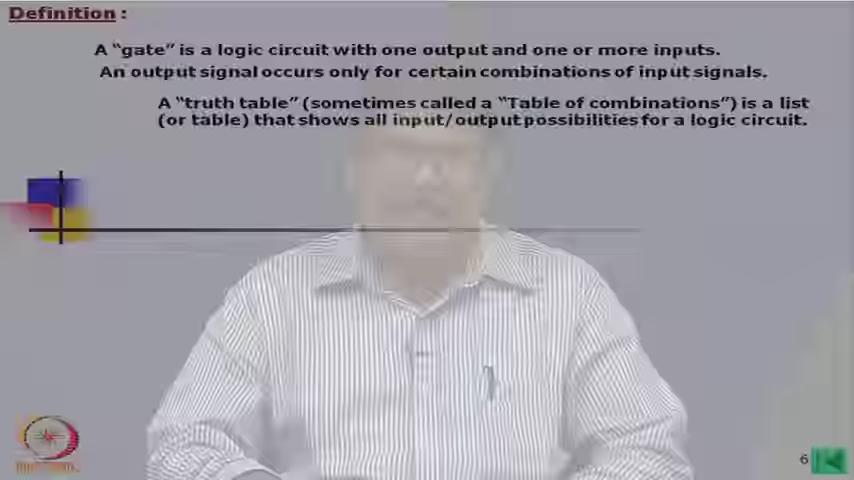 Definition :
A "gate" is a logic circuit with one output and one or more inputs.
An output signal occurs only for certain combinations of input signals.
A "truth table" (sometimes called a "Table of combinations") is a list
(or table) that shows all input/output possibilities for a logic circuit.
6